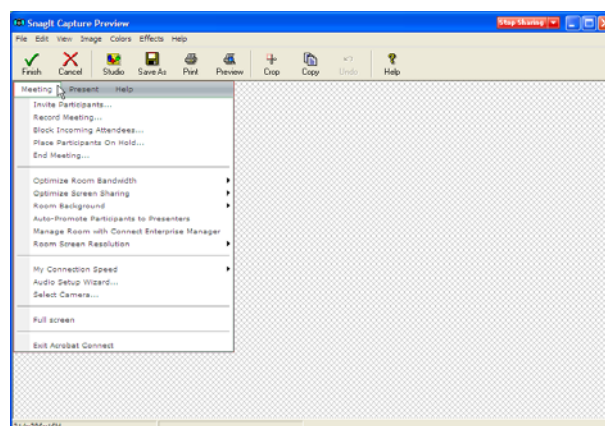 SnagIt Capture Preview
Stop Sharing
File Edit View Image Colors Effects Help
Finish Cancel Studio Save As Print Preview Crop Copy Undo Help
Meeting Present Help
Invite Participants...
Record Meeting...
Block Incoming Attendees...
Place Participants On Hold...
End Meeting...
Optimize Room Bandwidth
Optimize Screen Sharing
Room Background
Auto-Promote Participants to Presenters
Manage Room with Connect Enterprise Manager
Room Screen Resolution
My Connection Speed
Audio Setup Wizard...
Select Camera...
Full screen
Exit Acrobat Connect